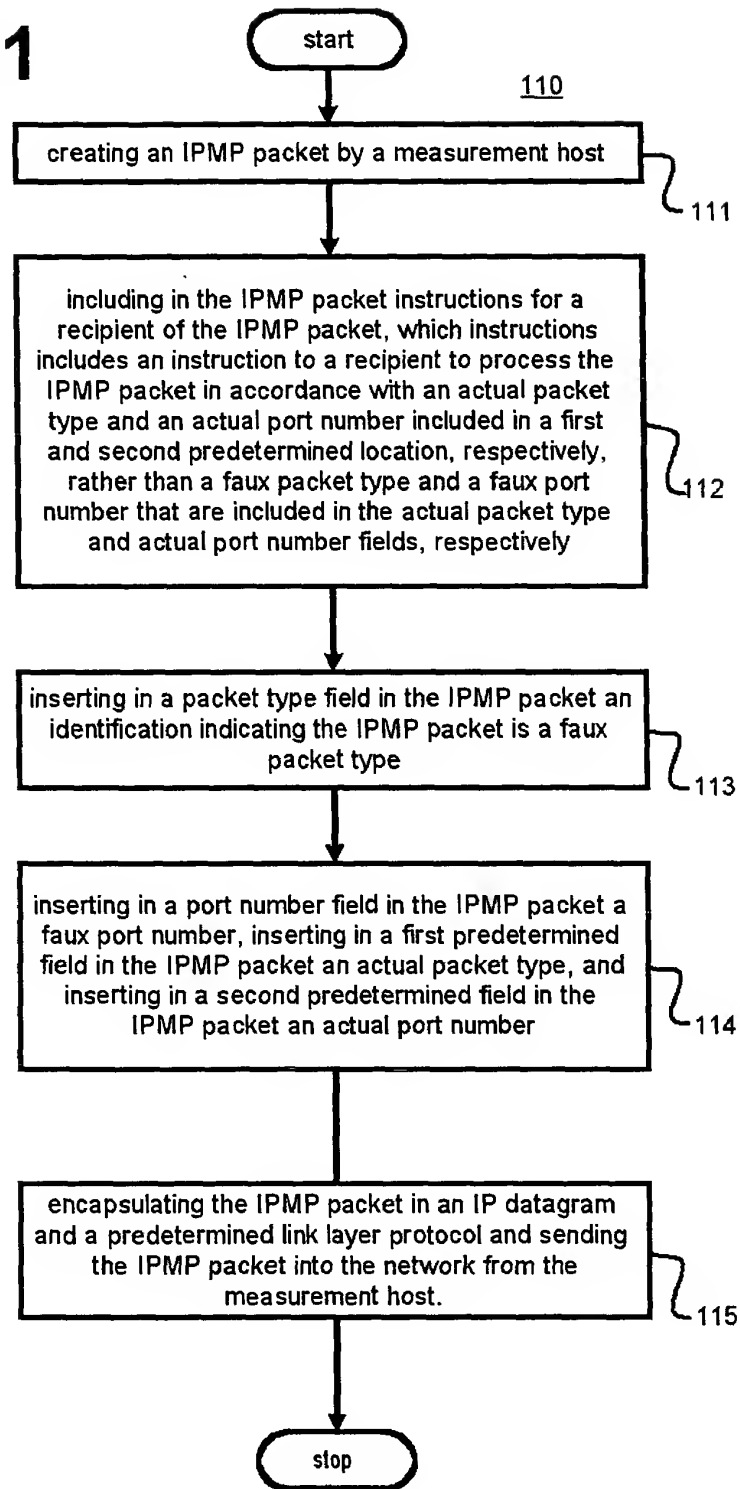 1
start
110
creating an IPMP packet by a measurement host
111
including in the IPMP packet instructions for a
recipient of the IPMP packet, which instructions
includes an instruction to a recipient to process the
IPMP packet in accordance with an actual packet
type and an actual port number included in a first
and second predetermined location, respectively,
rather than a faux packet type and a faux port
number that are included in the actual packet type
and actual port number fields, respectively
112
inserting in a packet type field in the IPMP packet an
identification indicating the IPMP packet is a faux
packet type
113
inserting in a port number field in the IPMP packet a
faux port number, inserting in a first predetermined
field in the IPMP packet an actual packet type, and
inserting in a second predetermined field in the
IPMP packet an actual port number
114
encapsulating the IPMP packet in an IP datagram
and a predetermined link layer protocol and sending
the IPMP packet into the network from the
measurement host.
115
stop